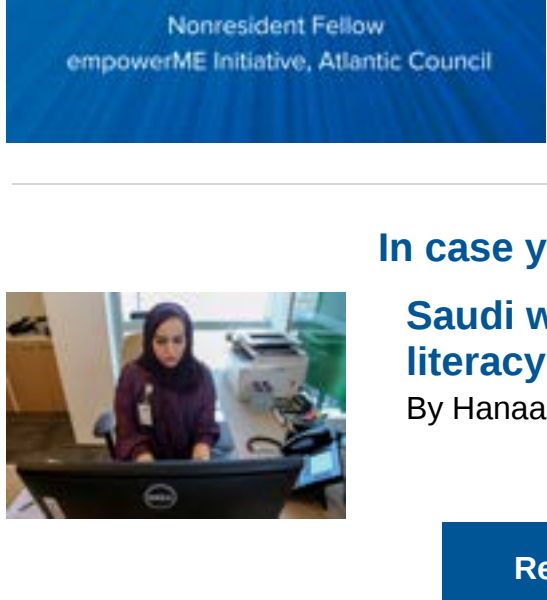 Nonresident Fellow
empowerME Initiative, Atlantic Council
In case y
Saudi w
literacy
By Hanaa
DELL
Re